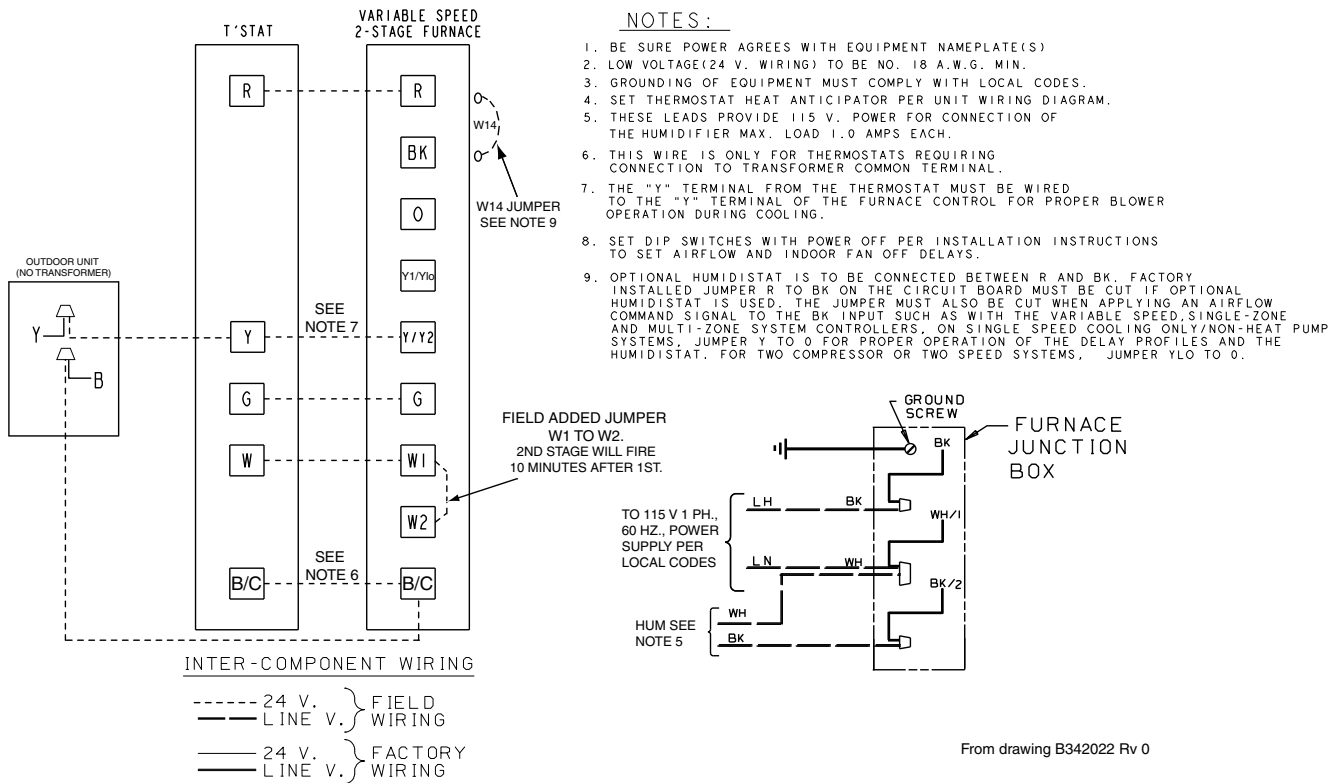 T'STAT
VARIABLE SPEED
2-STAGE FURNACE
R
R
W14
BK
O
W14 JUMPER
SEE NOTE 9
Y1/Ylo
OUTDOOR UNIT
(NO TRANSFORMER)
Y
B
SEE
NOTE 7
Y
Y/Y2
G
G
FIELD ADDED JUMPER
W1 TO W2.
2ND STAGE WILL FIRE
10 MINUTES AFTER 1ST.
W
W1
W2
SEE
NOTE 6
B/C
B/C
INTER-COMPONENT WIRING
24 V.
LINE V.
FIELD
WIRING
24 V.
LINE V.
FACTORY
WIRING
NOTES:
1. BE SURE POWER AGREES WITH EQUIPMENT NAMEPLATE(S)
2. LOW VOLTAGE(24 V. WIRING) TO BE NO. 18 A.W.G. MIN.
3. GROUNDING OF EQUIPMENT MUST COMPLY WITH LOCAL CODES.
4. SET THERMOSTAT HEAT ANTICIPATOR PER UNIT WIRING DIAGRAM.
5. THESE LEADS PROVIDE 115 V. POWER FOR CONNECTION OF
THE HUMIDIFIER MAX. LOAD 1.0 AMPS EACH.
6. THIS WIRE IS ONLY FOR THERMOSTATS REQUIRING
CONNECTION TO TRANSFORMER COMMON TERMINAL.
7. THE "Y" TERMINAL FROM THE THERMOSTAT MUST BE WIRED
TO THE "Y" TERMINAL OF THE FURNACE CONTROL FOR PROPER BLOWER
OPERATION DURING COOLING.
8. SET DIP SWITCHES WITH POWER OFF PER INSTALLATION INSTRUCTIONS
TO SET AIRFLOW AND INDOOR FAN OFF DELAYS.
9. OPTIONAL HUMIDISTAT IS TO BE CONNECTED BETWEEN R AND BK. FACTORY
INSTALLED JUMPER R TO BK ON THE CIRCUIT BOARD MUST BE CUT IF OPTIONAL
HUMIDISTAT IS USED. THE JUMPER MUST ALSO BE CUT WHEN APPLYING AN AIRFLOW
COMMAND SIGNAL TO THE BK INPUT SUCH AS WITH THE VARIABLE SPEED,SINGLE-ZONE
AND MULTI-ZONE SYSTEM CONTROLLERS, ON SINGLE SPEED COOLING ONLY/NON-HEAT PUMP
SYSTEMS, JUMPER Y TO O FOR PROPER OPERATION OF THE DELAY PROFILES AND THE
HUMIDISTAT. FOR TWO COMPRESSOR OR TWO SPEED SYSTEMS, JUMPER YLO TO O.
GROUND
SCREW
FURNACE
JUNCTION
BOX
BK
TO 115 V 1 PH.,
60 HZ., POWER
SUPPLY PER
LOCAL CODES
LH
BK
WH/1
LN
WH
BK/2
HUM SEE
NOTE 5
WH
BK
From drawing B342022 Rv 0